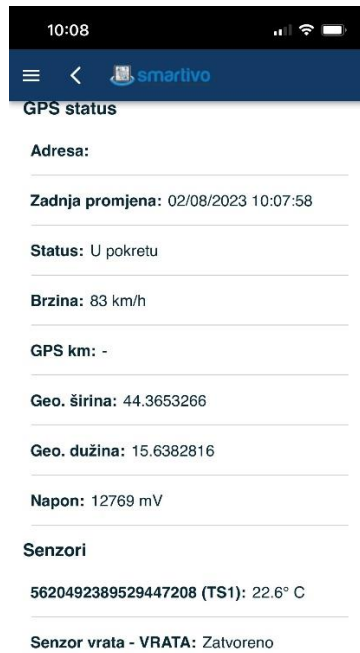 10:08
smartivo
GPS status
Adresa:
Zadnja promjena: 02/08/2023 10:07:58
Status: U pokretu
Brzina: 83 km/h
GPS km: -
Geo. širina: 44.3653266
Geo. dužina: 15.6382816
Napon: 12769 mV
Senzori
5620492389529447208 (TS1): 22.6° C
Senzor vrata - VRATA: Zatvoreno